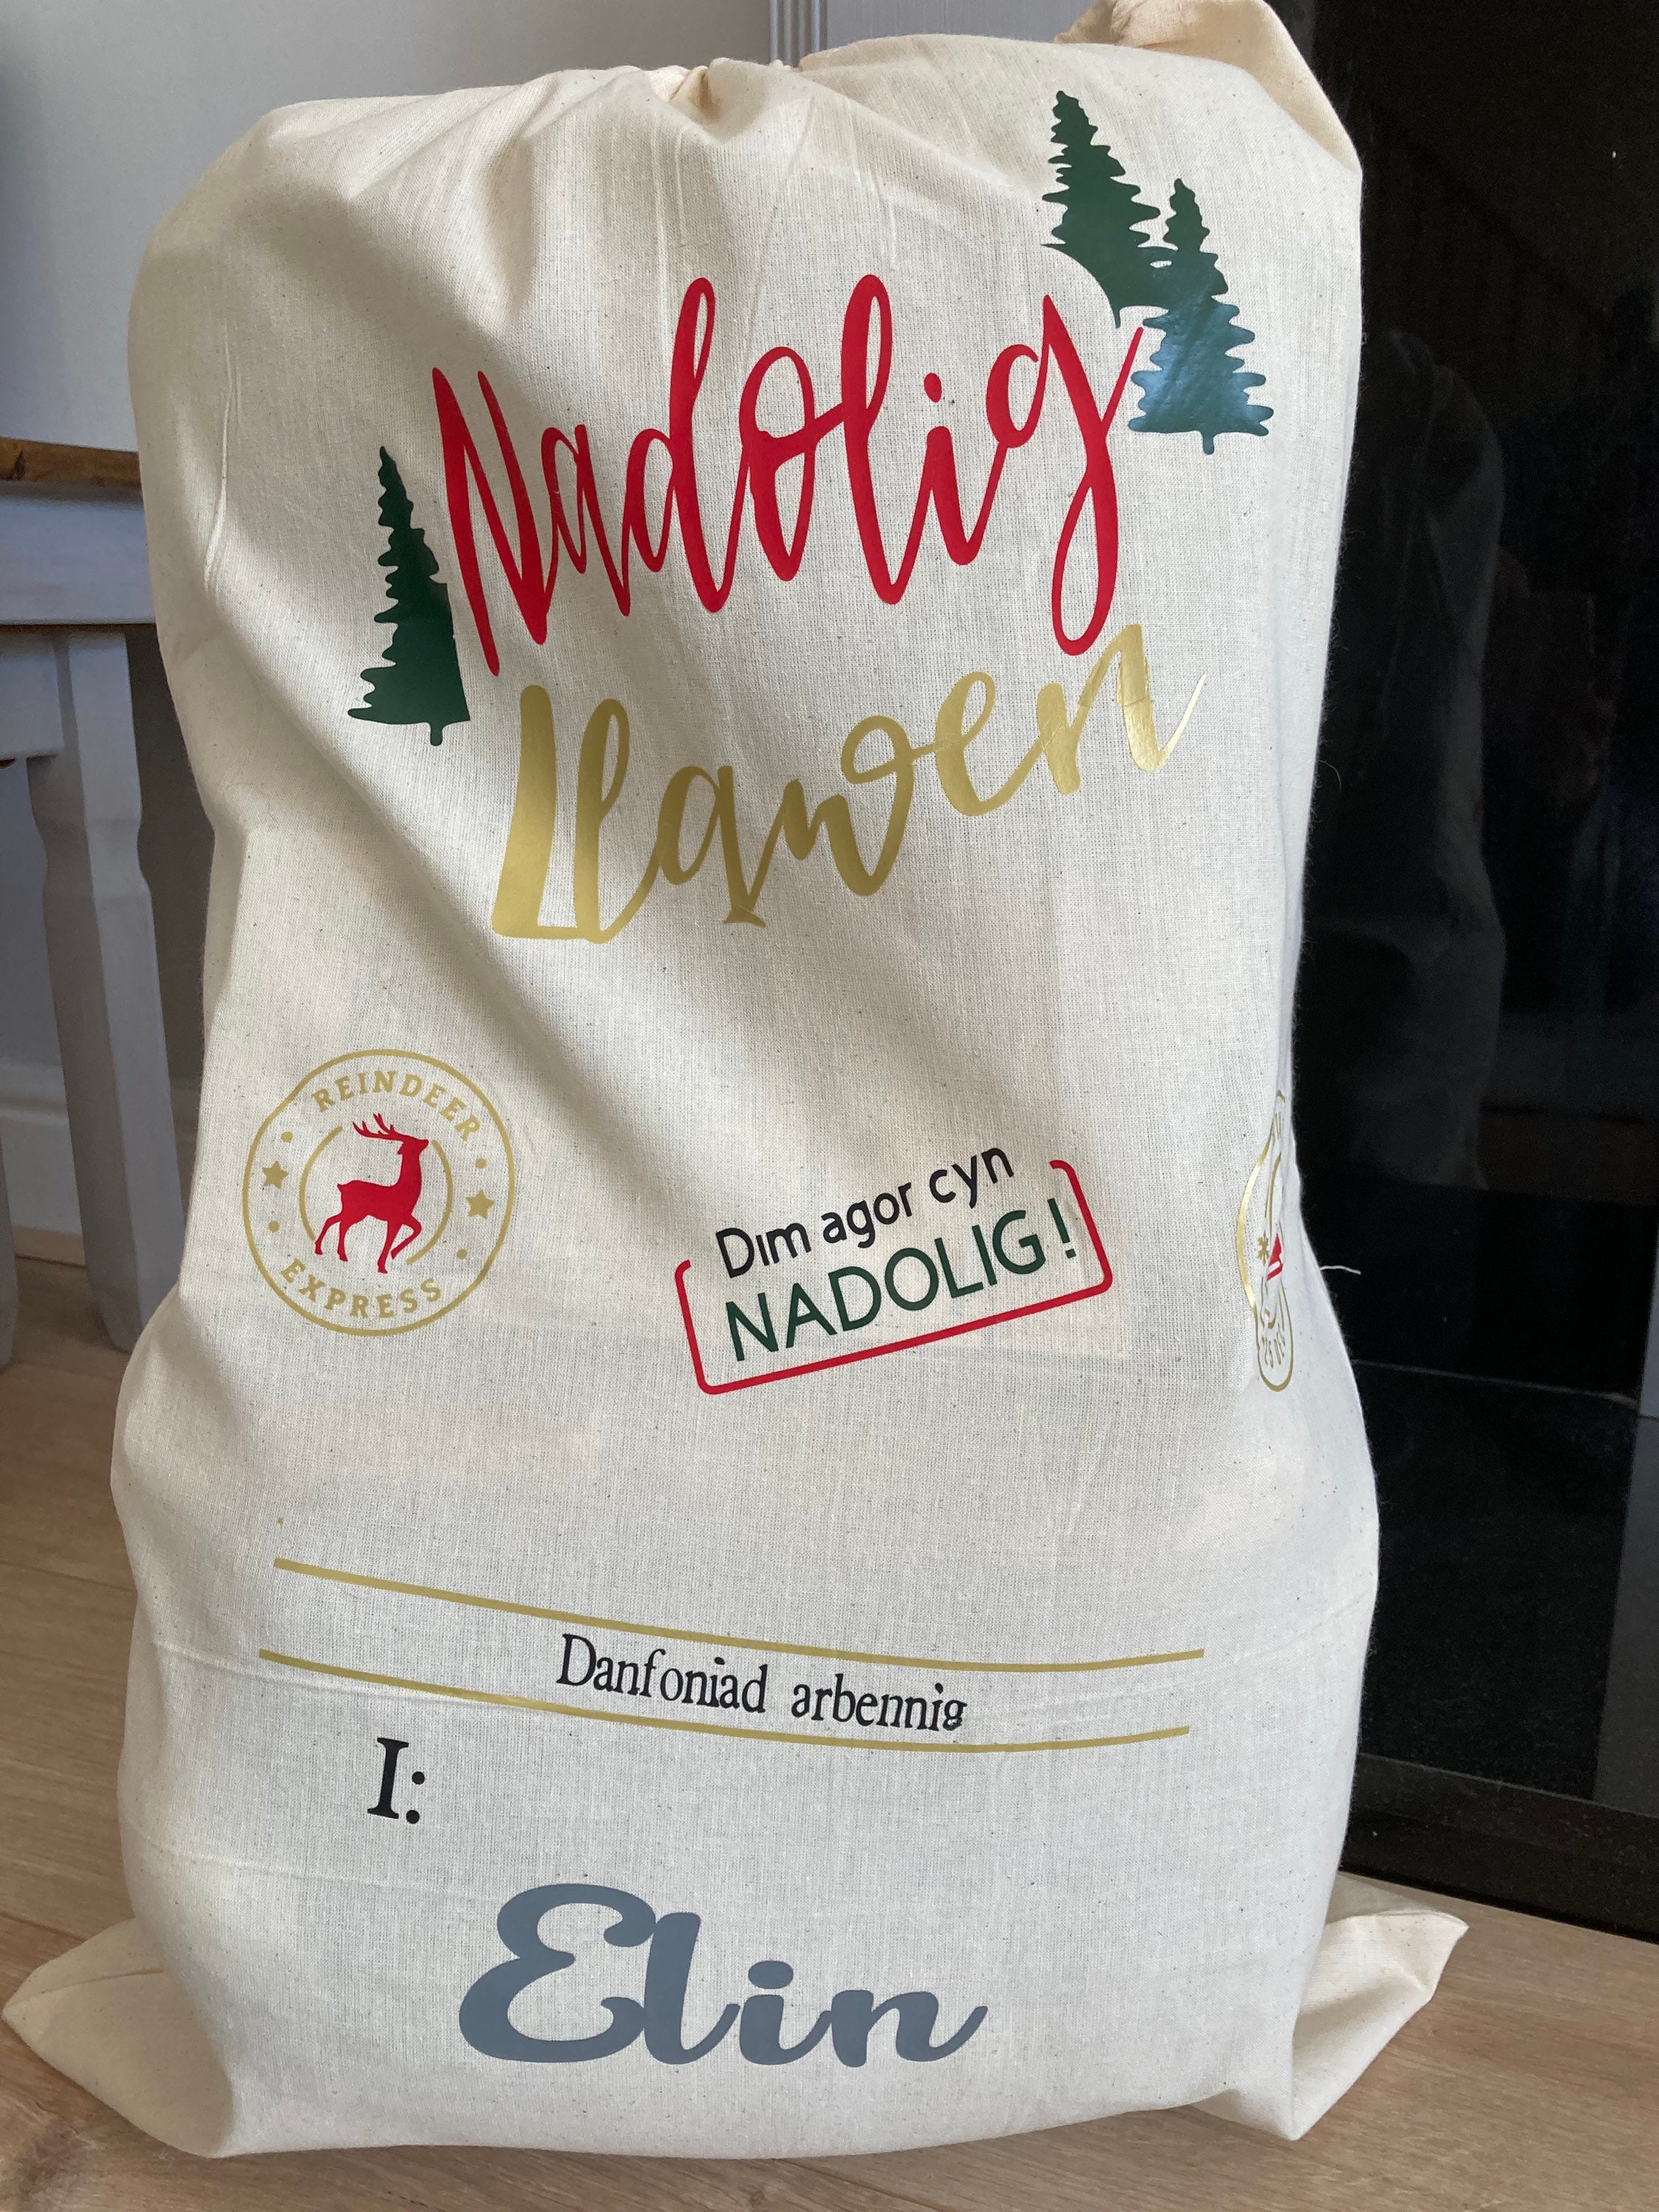 Nadolig
Llawen
REINDEER
EXPRESS
Dim agor cyn
NADOLIG!
Danfoniad arbennig
I:
Elin